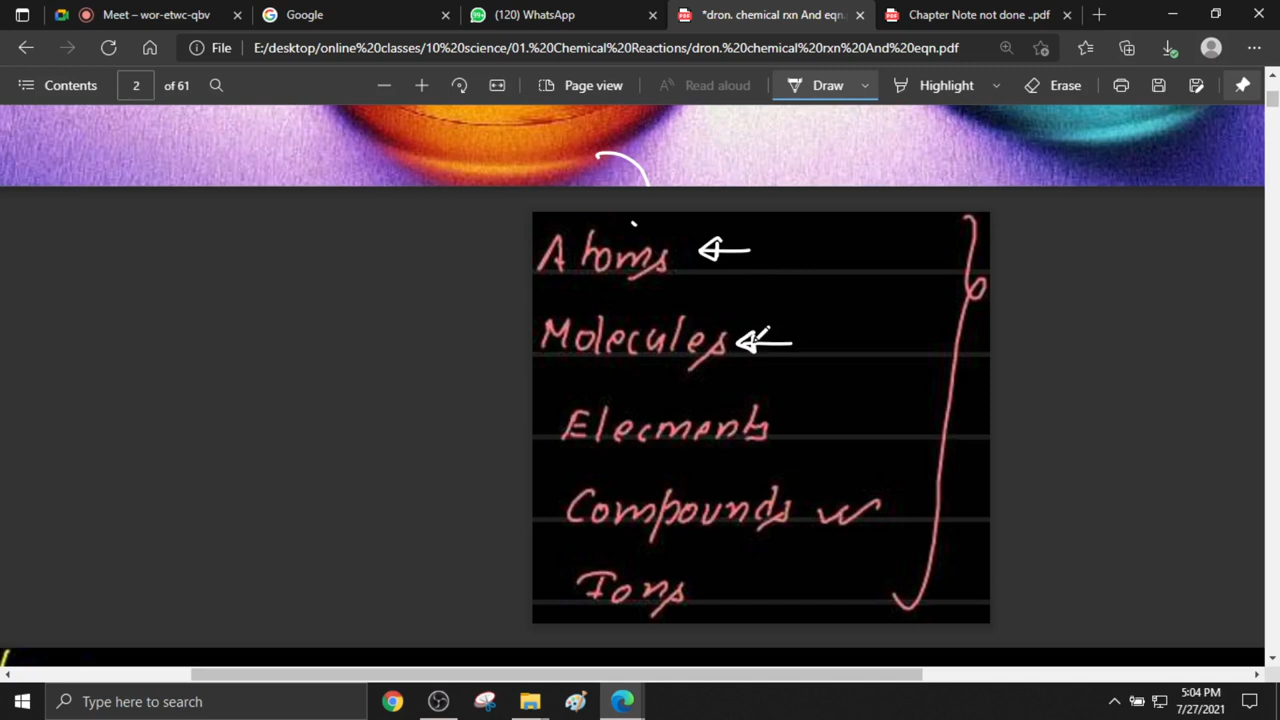 Meet – wor-etwc-qbv
Google
(120) WhatsApp
*dron. chemical rxn And eqn.
Chapter Note not done ..pdf
File
E:/desktop/online%20classes/10%20science/01.%20Chemical%20Reactions/dron.%20chemical%20rxn%20And%20eqn.pdf
Contents
2
of 61
Page view
Read aloud
Draw
Highlight
Erase
Atoms
Molecules
Elecments
Compounds
Ions
Type here to search
5:04 PM
7/27/2021